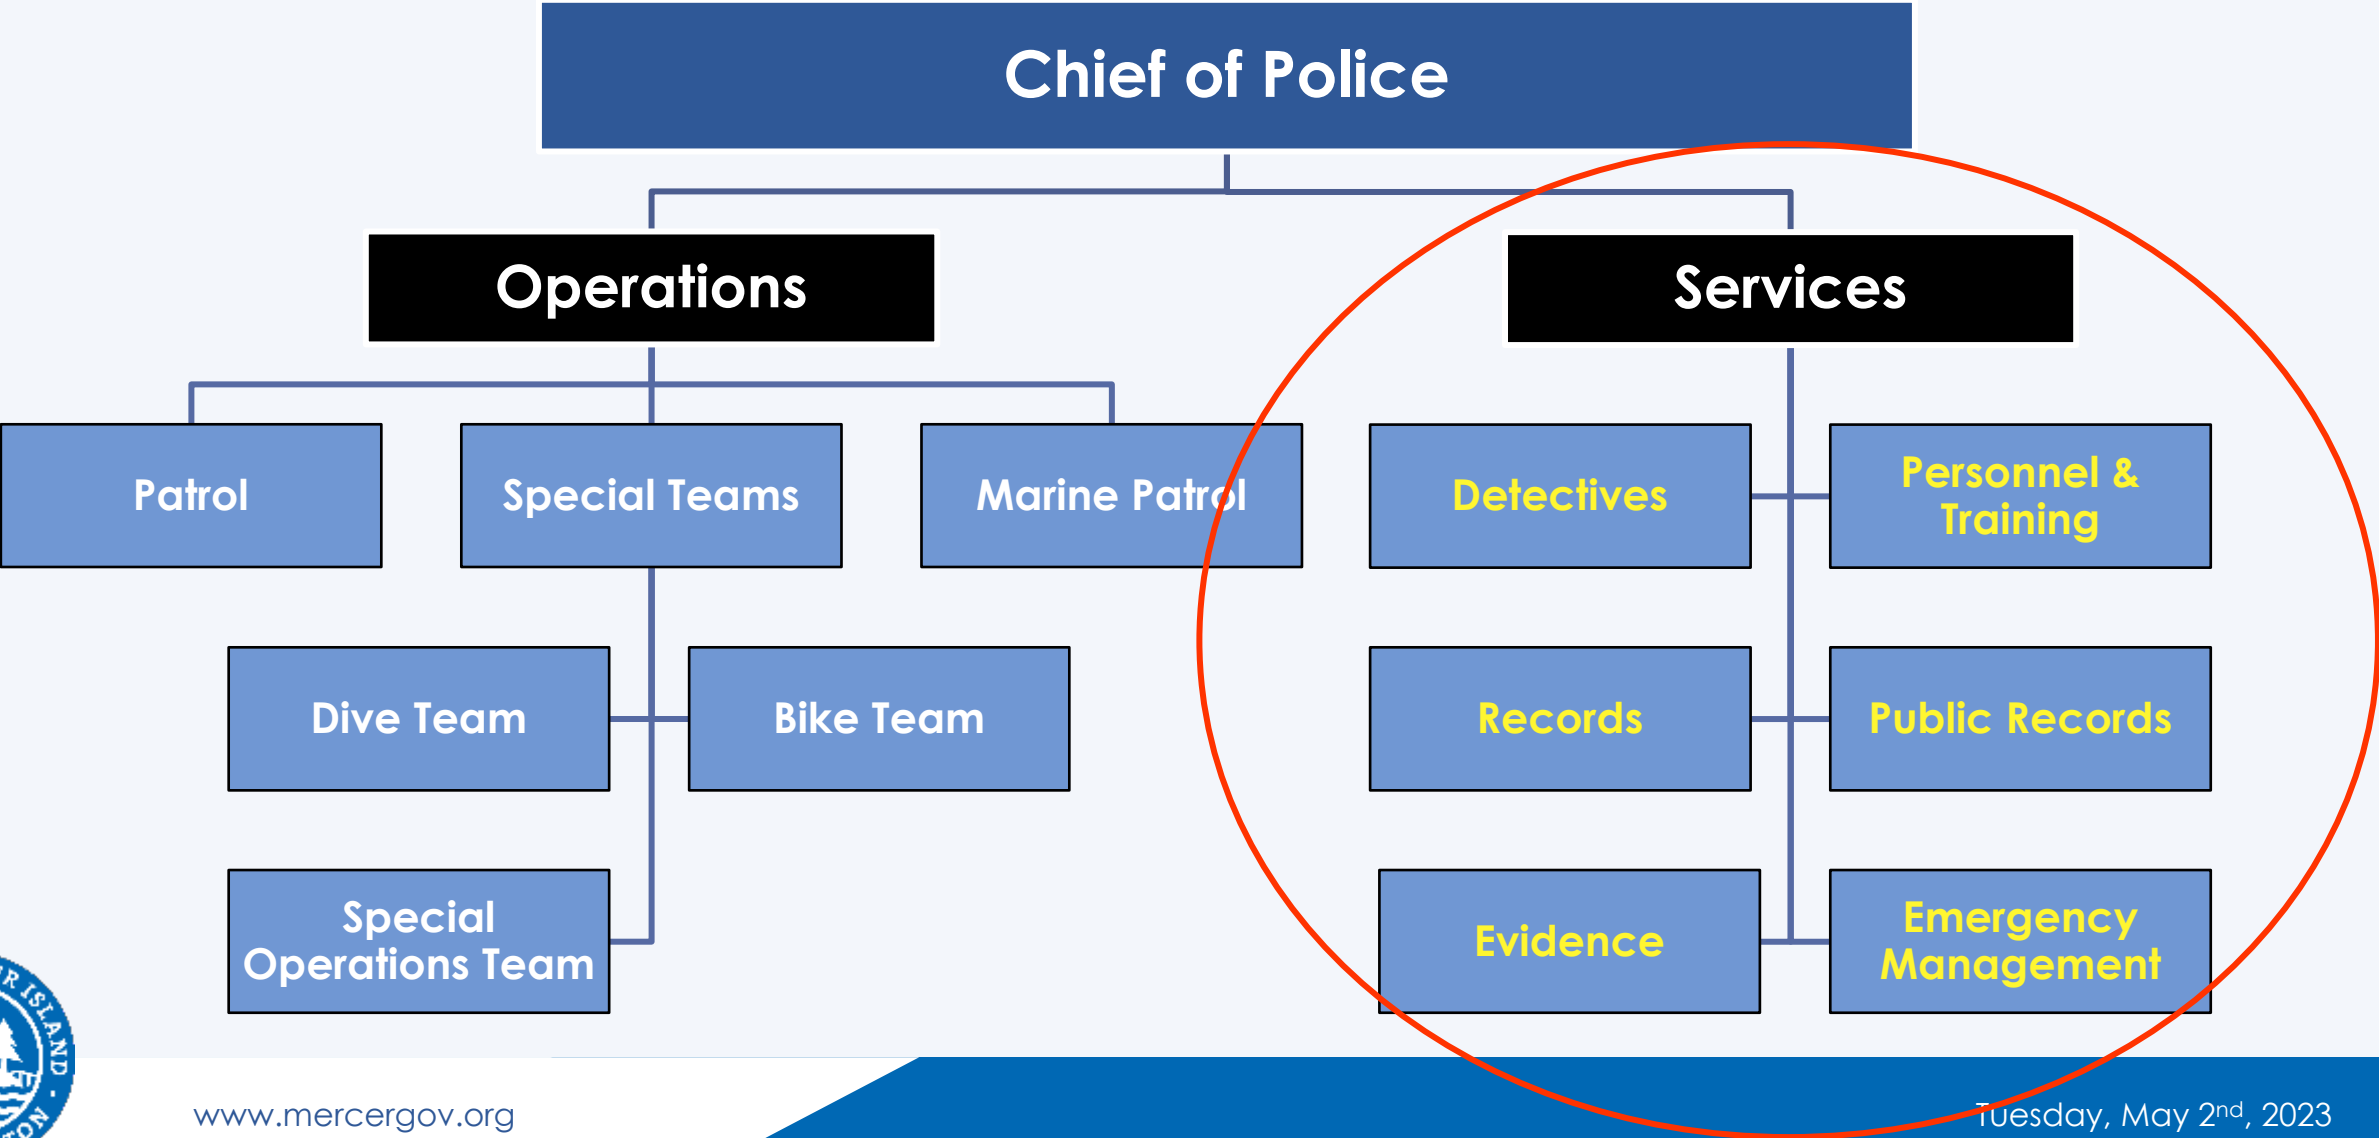 Chief of Police
Operations
Services
Patrol
Special Teams
Marine Patrol
Detectives
Personnel &
Training
Dive Team
Bike Team
Records
Public Records
Special
Operations Team
Evidence
Emergency
Management
ISLAND
www.mercergov.org
Tuesday, May 2nd, 2023